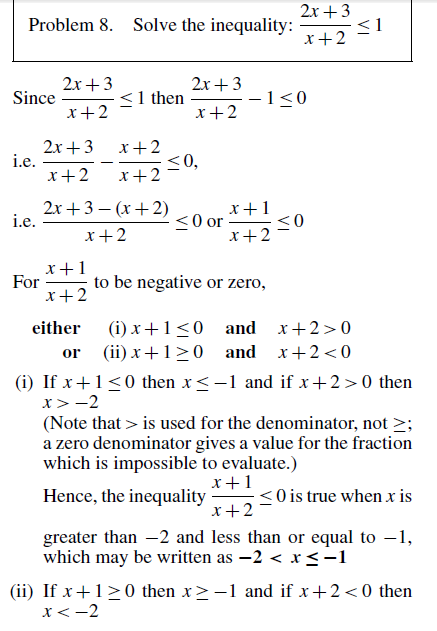 Problem 8. Solve the inequality: (2x + 3)/(x + 2) ≤ 1
Since (2x + 3)/(x + 2) ≤ 1 then (2x + 3)/(x + 2) − 1 ≤ 0
i.e. (2x + 3)/(x + 2) − (x + 2)/(x + 2) ≤ 0,
i.e. (2x + 3 − (x + 2))/(x + 2) ≤ 0 or (x + 1)/(x + 2) ≤ 0
For (x + 1)/(x + 2) to be negative or zero,
either (i) x + 1 ≤ 0 and x + 2 > 0
or (ii) x + 1 ≥ 0 and x + 2 < 0
(i) If x + 1 ≤ 0 then x ≤ −1 and if x + 2 > 0 then
x > −2
(Note that > is used for the denominator, not ≥;
a zero denominator gives a value for the fraction
which is impossible to evaluate.)
Hence, the inequality (x + 1)/(x + 2) ≤ 0 is true when x is
greater than −2 and less than or equal to −1,
which may be written as −2 < x ≤ −1
(ii) If x + 1 ≥ 0 then x ≥ −1 and if x + 2 < 0 then
x < −2